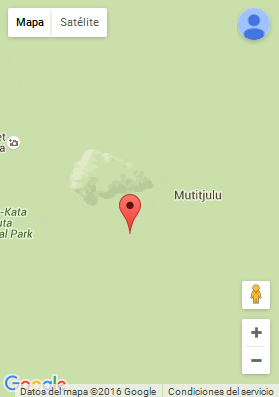 Mapa Satélite
et
a
Mutitjulu
-Kata
uta
al Park
+
−
Google
Datos del mapa ©2016 Google Condiciones del servicio